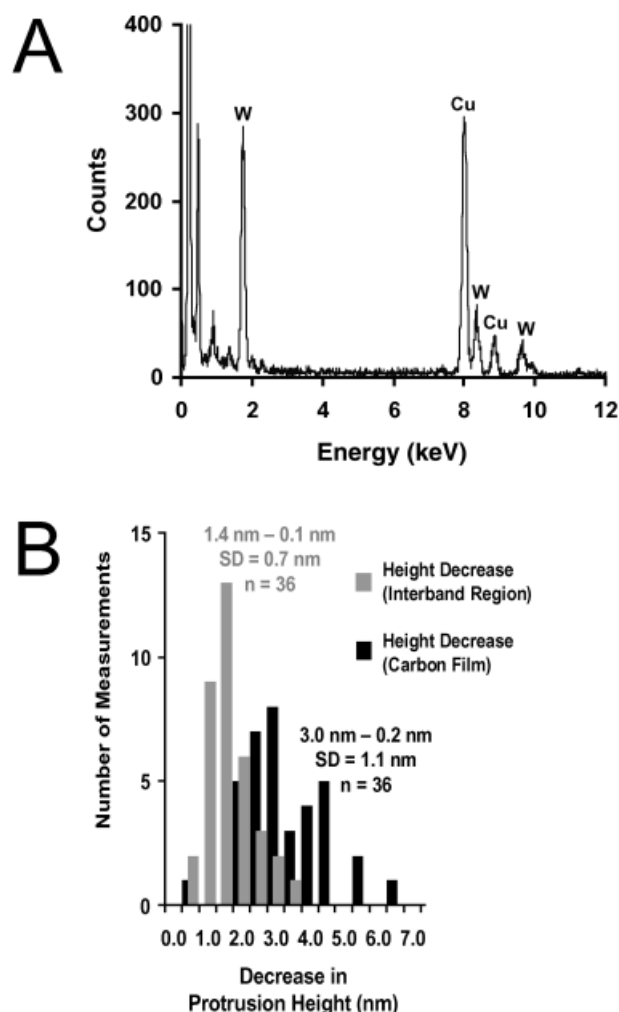 A
400
300
200
100
0
Counts
W
Cu
W
Cu
W
0 2 4 6 8 10 12
Energy (keV)
B
15
10
5
0
Number of Measurements
1.4 nm – 0.1 nm
SD = 0.7 nm
n = 36
Height Decrease
(Interband Region)
Height Decrease
(Carbon Film)
3.0 nm – 0.2 nm
SD = 1.1 nm
n = 36
0.0 1.0 2.0 3.0 4.0 5.0 6.0 7.0
Decrease in
Protrusion Height (nm)